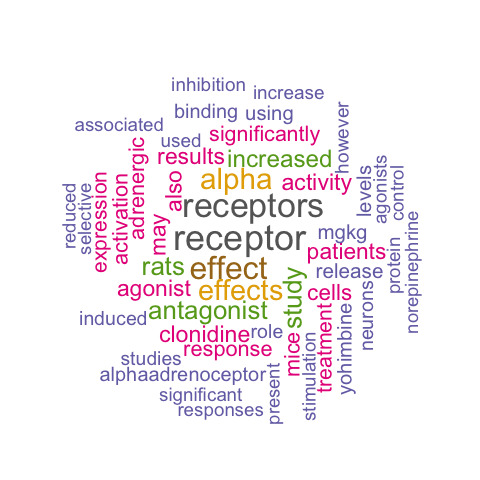 inhibition
increase
binding
using
associated
used
significantly
however
results
increased
adrenergic
also
alpha
activity
levels
agonists
control
reduced
selective
expression
activation
may
receptors
mgkg
receptor
patients
rats
effect
release
protein
norepinephrine
agonist
effects
study
cells
neurons
induced
antagonist
clonidine
role
treatment
yohimbine
response
mice
stimulation
studies
alphaadrenoceptor
significant
present
responses